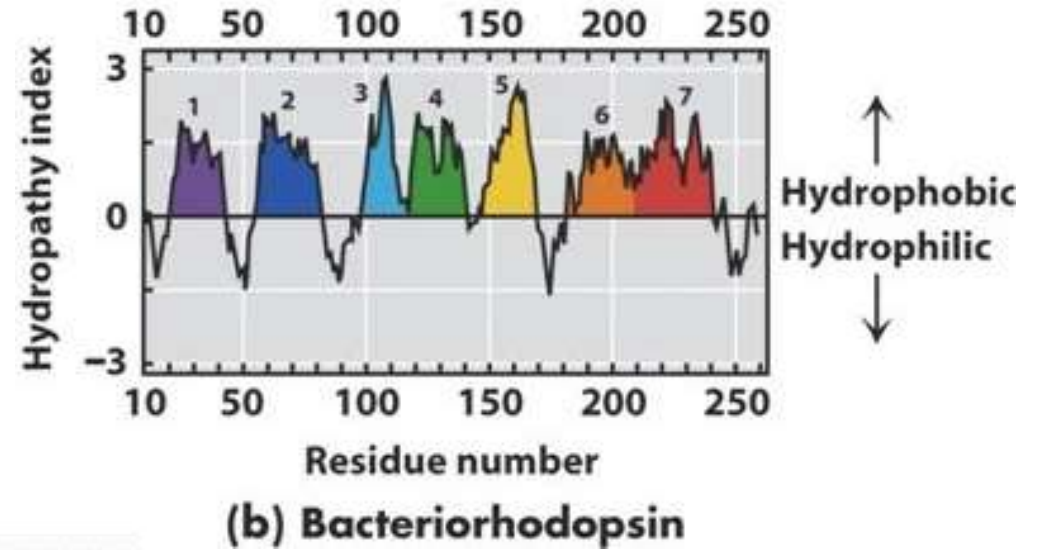 10 50 100 150 200 250
Hydropathy index
3
0
−3
1 2 3 4 5 6 7
Hydrophobic
Hydrophilic
10 50 100 150 200 250
Residue number
(b) Bacteriorhodopsin